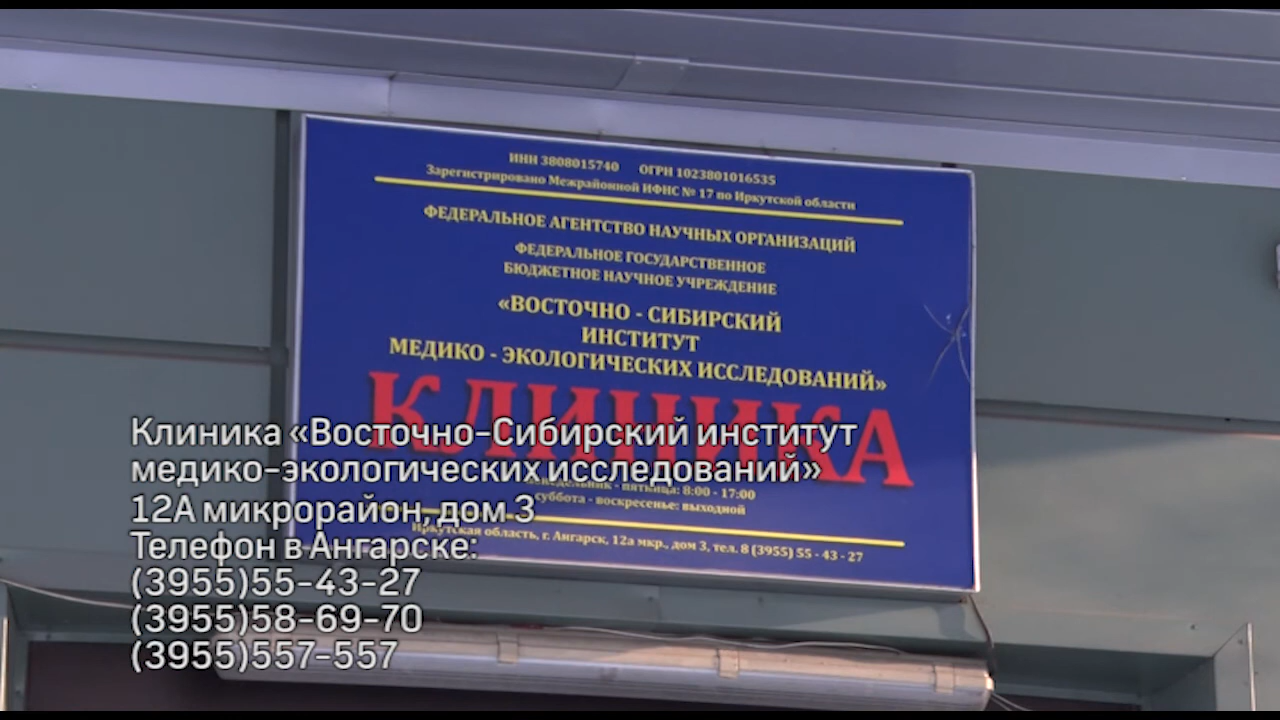 ИНН 3808015740 ОГРН 1023801016535
Зарегистрировано Межрайонной ИФНС № 17 по Иркутской области
ФЕДЕРАЛЬНОЕ АГЕНТСТВО НАУЧНЫХ ОРГАНИЗАЦИЙ
ФЕДЕРАЛЬНОЕ ГОСУДАРСТВЕННОЕ
БЮДЖЕТНОЕ НАУЧНОЕ УЧРЕЖДЕНИЕ
«ВОСТОЧНО - СИБИРСКИЙ
ИНСТИТУТ
МЕДИКО - ЭКОЛОГИЧЕСКИХ ИССЛЕДОВАНИЙ»
КЛИНИКА
понедельник - пятница: 8:00 - 17:00
суббота - воскресенье: выходной
Иркутская область, г. Ангарск, 12а мкр., дом 3, тел. 8 (3955) 55 - 43 - 27
Клиника «Восточно-Сибирский институт
медико-экологических исследований»
12А микрорайон, дом 3
Телефон в Ангарске:
(3955)55-43-27
(3955)58-69-70
(3955)557-557